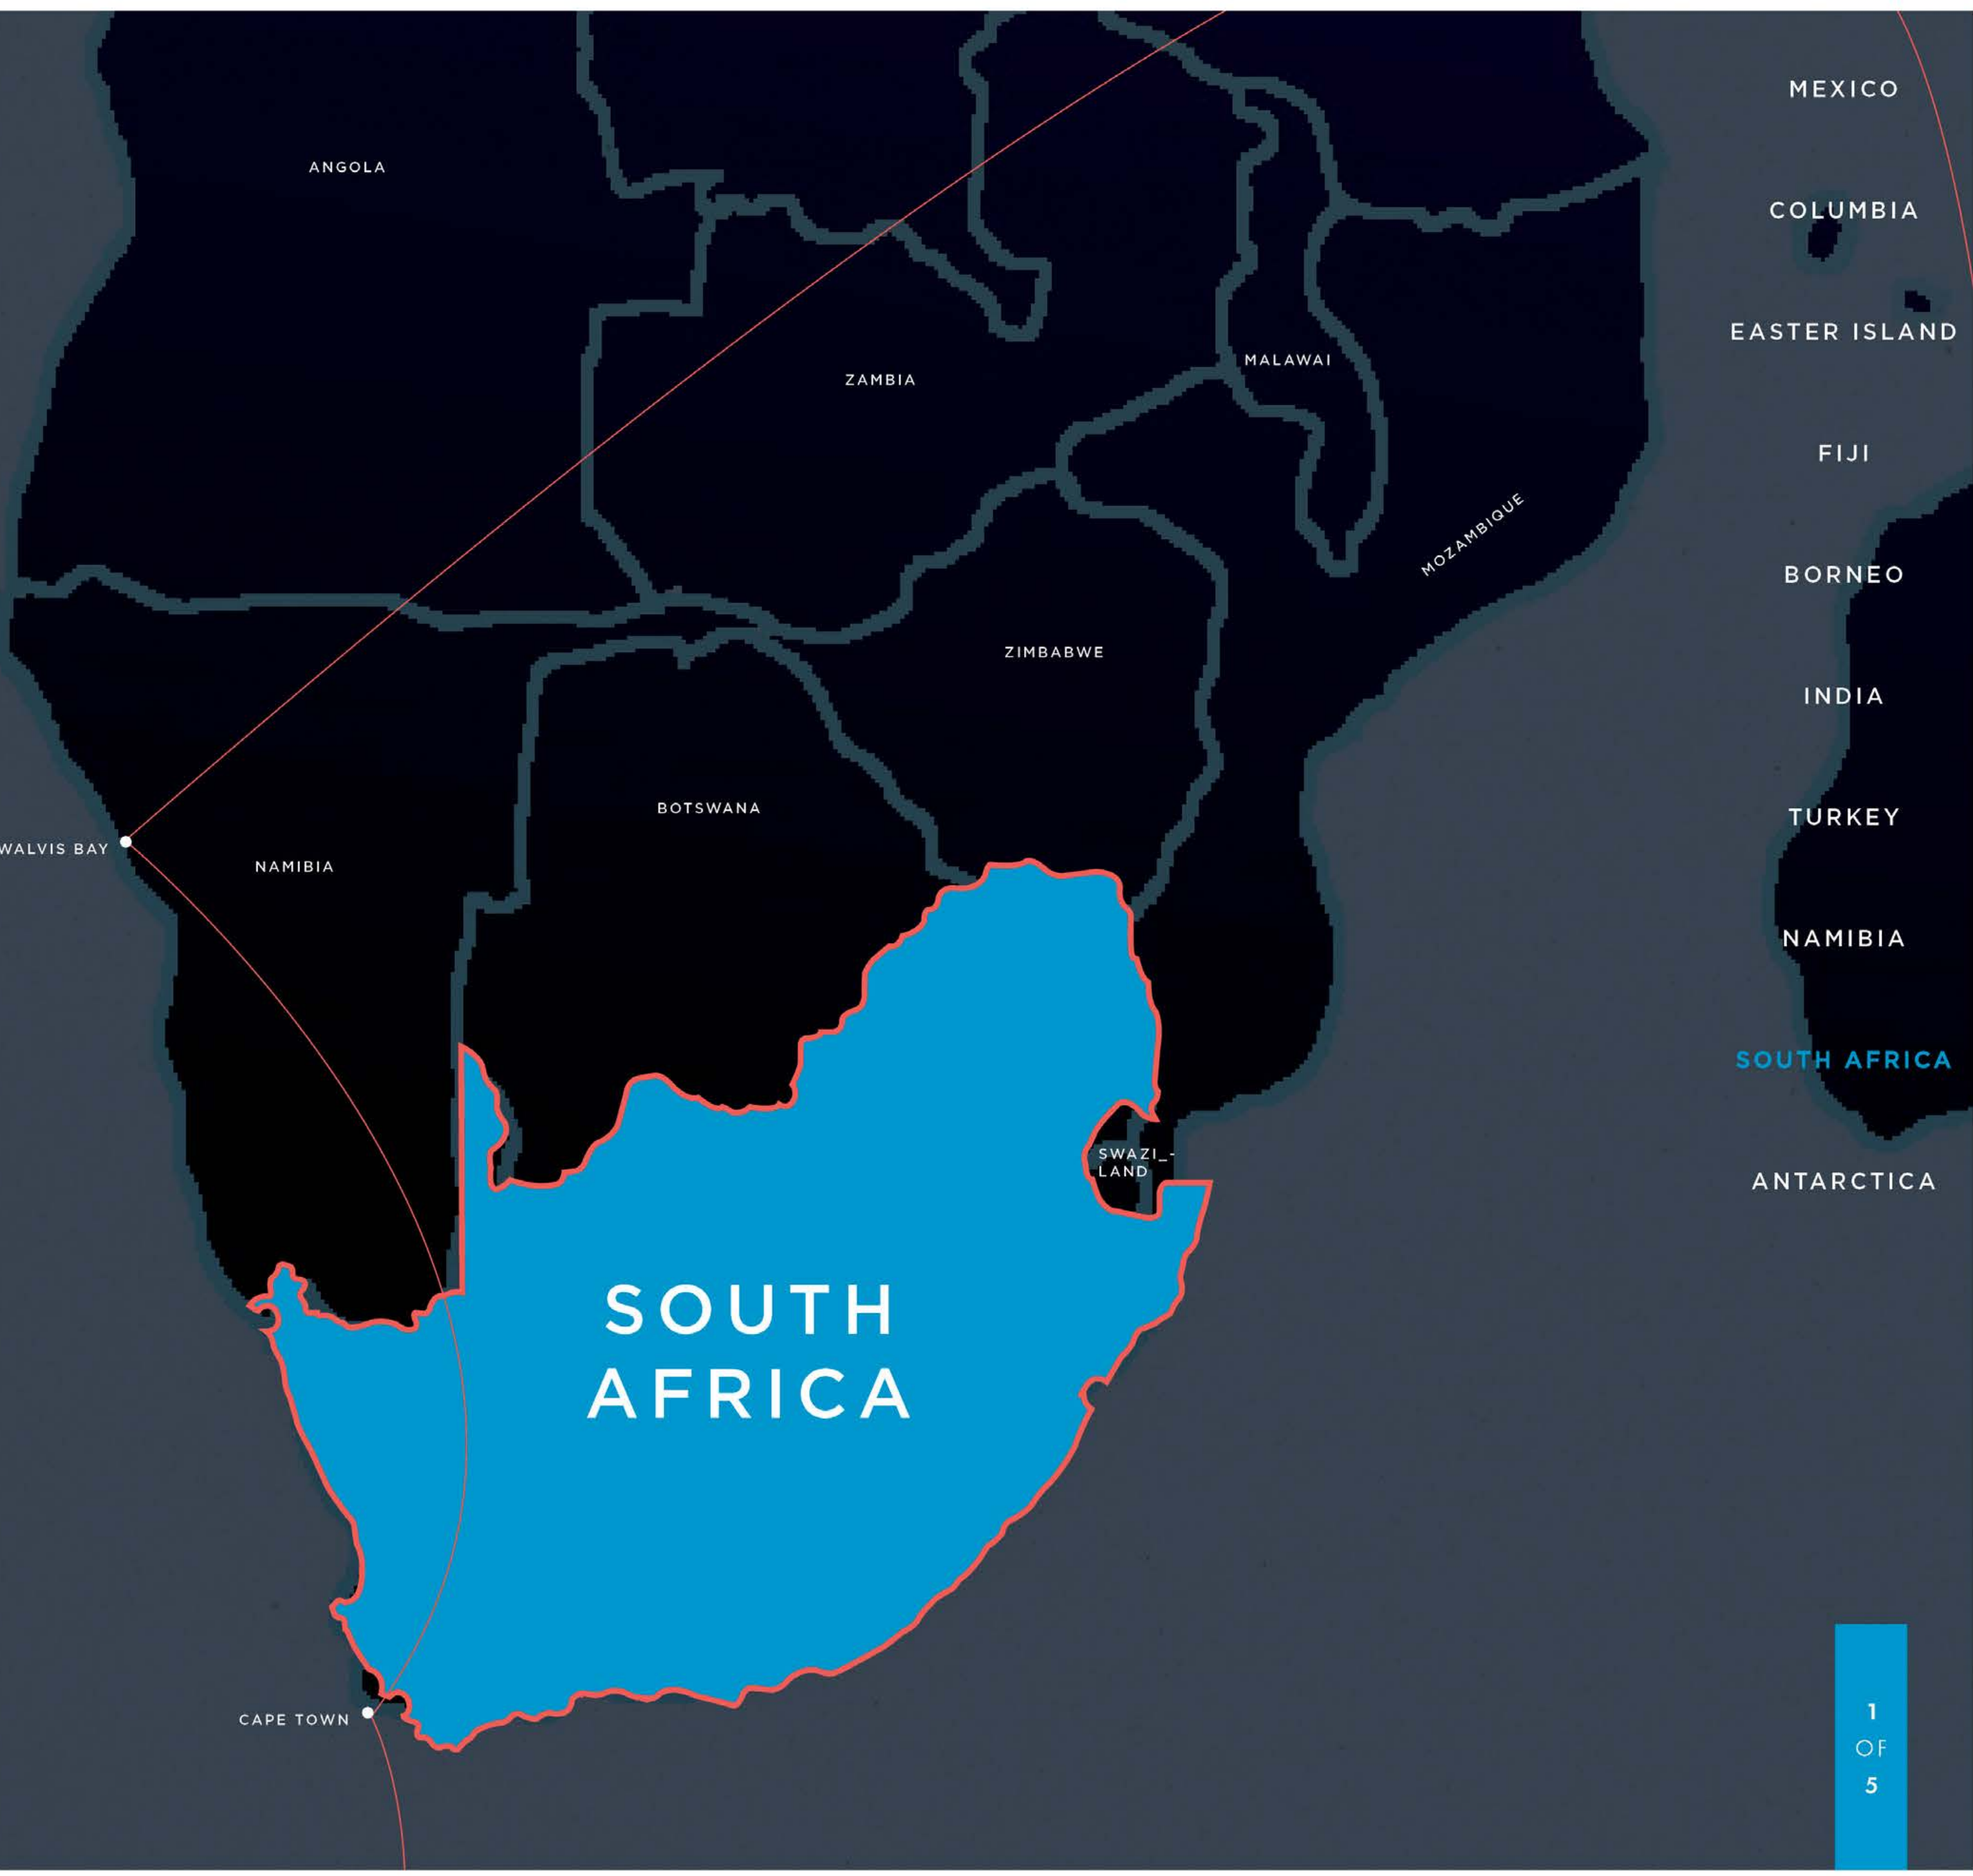 ANGOLA
ZAMBIA
MALAWAI
MOZAMBIQUE
ZIMBABWE
BOTSWANA
WALVIS BAY
NAMIBIA
SWAZI_-
LAND
SOUTH
AFRICA
CAPE TOWN
MEXICO
COLUMBIA
EASTER ISLAND
FIJI
BORNEO
INDIA
TURKEY
NAMIBIA
SOUTH AFRICA
ANTARCTICA
1
OF
5